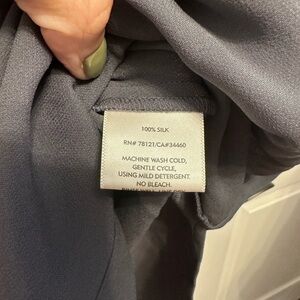 100% SILK
RN# 78121/CA#34460
MACHINE WASH COLD,
GENTLE CYCLE,
USING MILD DETERGENT.
NO BLEACH.